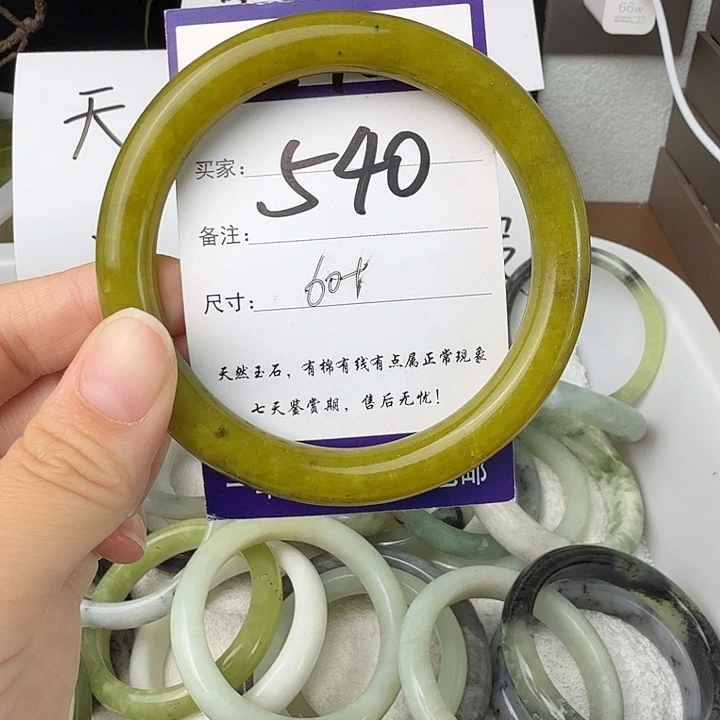 66w
天
买家: 540
备注:
尺寸: 60+
天然玉石，有棉有线有点属正常现象
七天鉴赏期，售后无忧！